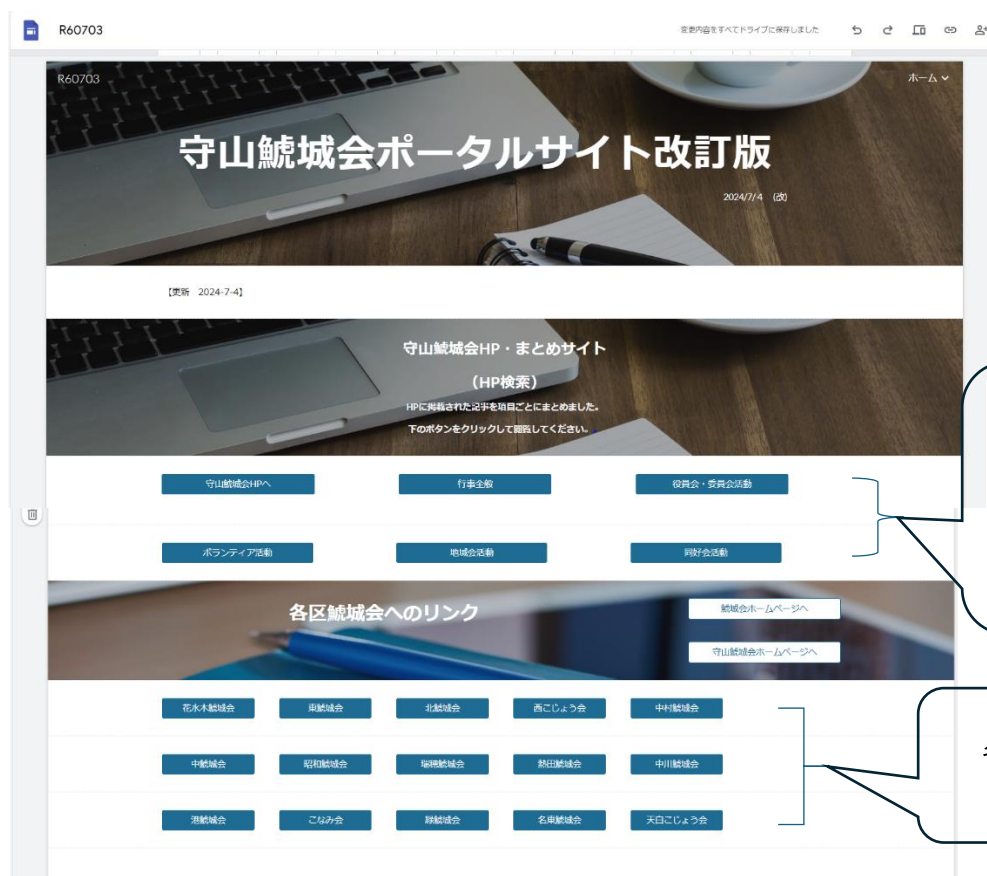 R60703
変更内容をすべてドライブに保存しました
R60703
ホーム
守山鯱城会ポータルサイト改訂版
2024/7/4 (改)
【更新 2024-7-4】
守山鯱城会HP・まとめサイト
(HP検索)
HPに掲載された記事を項目ごとにまとめました。
下のボタンをクリックして閲覧してください。
守山鯱城会HPへ 行事全般 役員会・委員会活動
ボランティア活動 地域会活動 同好会活動
各区鯱城会へのリンク
鯱城会ホームページへ
守山鯱城会ホームページへ
花水木鯱城会 東鯱城会 北鯱城会 西こじょう会 中村鯱城会
中鯱城会 昭和鯱城会 瑞穂鯱城会 熱田鯱城会 中川鯱城会
港鯱城会 こなみ会 緑鯱城会 名東鯱城会 天白こじょう会